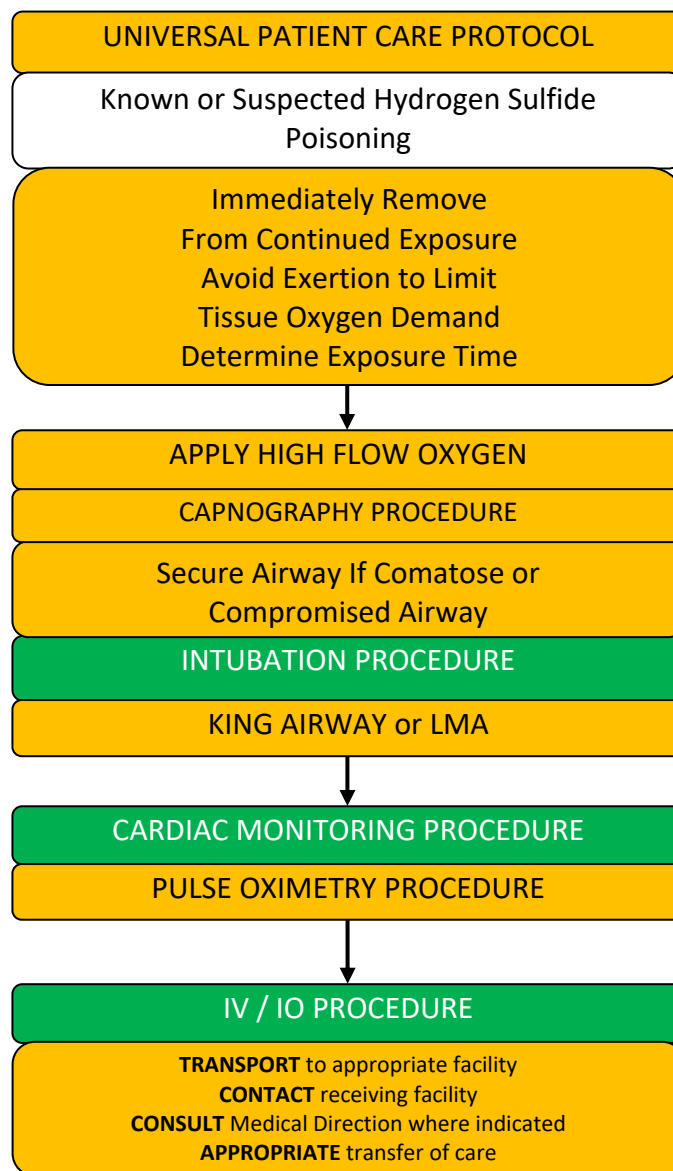 UNIVERSAL PATIENT CARE PROTOCOL
Known or Suspected Hydrogen Sulfide
Poisoning
Immediately Remove
From Continued Exposure
Avoid Exertion to Limit
Tissue Oxygen Demand
Determine Exposure Time
APPLY HIGH FLOW OXYGEN
CAPNOGRAPHY PROCEDURE
Secure Airway If Comatose or
Compromised Airway
INTUBATION PROCEDURE
KING AIRWAY or LMA
CARDIAC MONITORING PROCEDURE
PULSE OXIMETRY PROCEDURE
IV / IO PROCEDURE
TRANSPORT to appropriate facility
CONTACT receiving facility
CONSULT Medical Direction where indicated
APPROPRIATE transfer of care